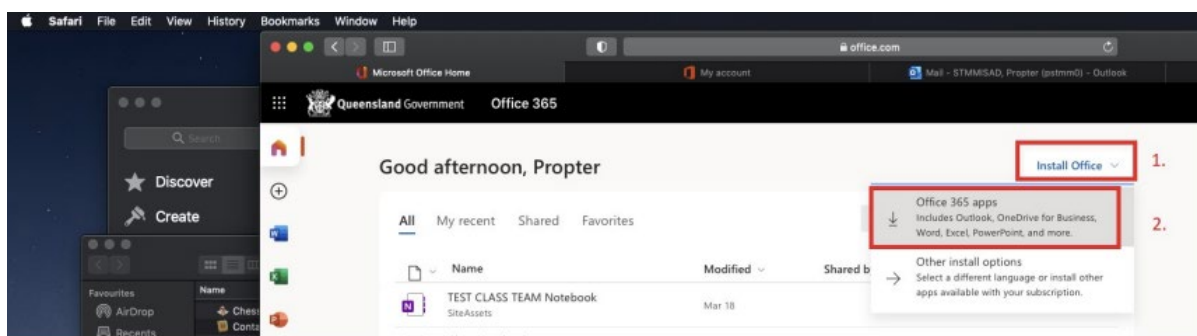 Safari File Edit View History Bookmarks Window Help
office.com
Microsoft Office Home My account Mail - STMMISAD, Propter (pstmm0) - Outlook
Queensland Government Office 365
Search
Good afternoon, Propter
Install Office 1.
Discover
Create
Office 365 apps
Includes Outlook, OneDrive for Business,
Word, Excel, PowerPoint, and more.
2.
All My recent Shared Favorites
Name Modified Shared b
Other install options
Select a different language or install other
apps available with your subscription.
Favourites
Name
AirDrop
Chess
Recents
Conta
TEST CLASS TEAM Notebook Mar 18
SiteAssets